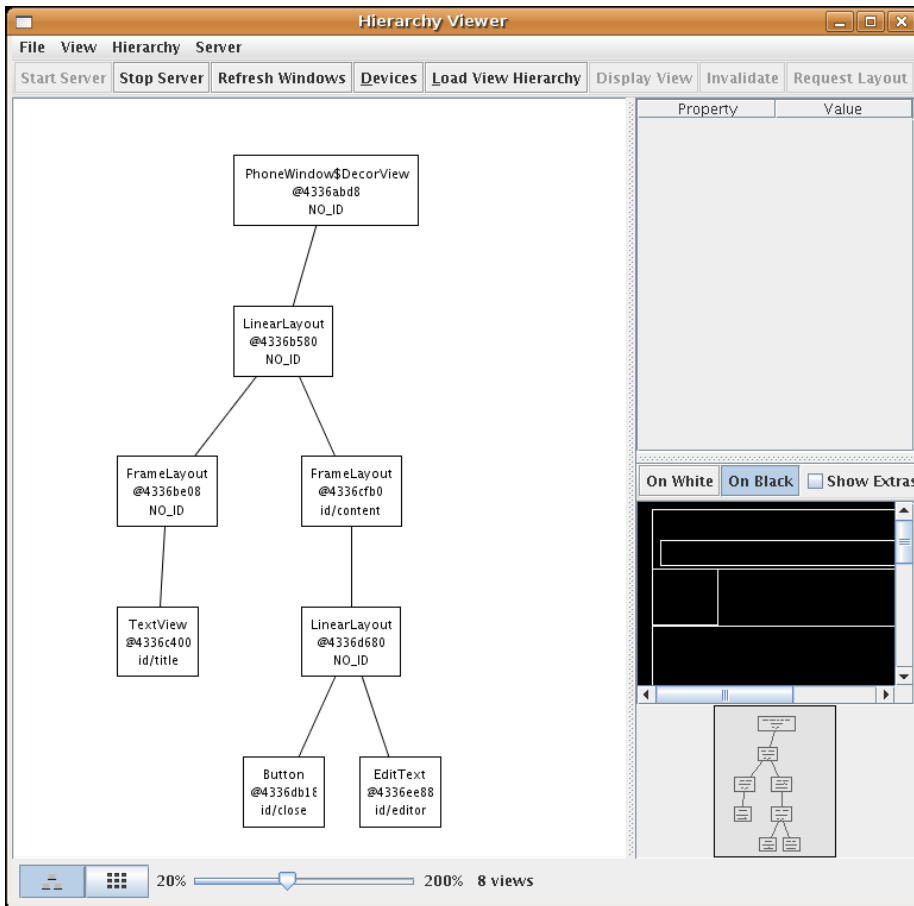 Hierarchy Viewer
File View Hierarchy Server
Start Server Stop Server Refresh Windows Devices Load View Hierarchy Display View Invalidate Request Layout
Property Value
PhoneWindow$DecorView
@4336abd8
NO_ID
LinearLayout
@4336b580
NO_ID
FrameLayout
@4336be08
NO_ID
FrameLayout
@4336cfb0
id/content
TextView
@4336c400
id/title
LinearLayout
@4336d680
NO_ID
Button
@4336db18
id/close
EditText
@4336ee88
id/editor
On White On Black Show Extras
20% 200% 8 views